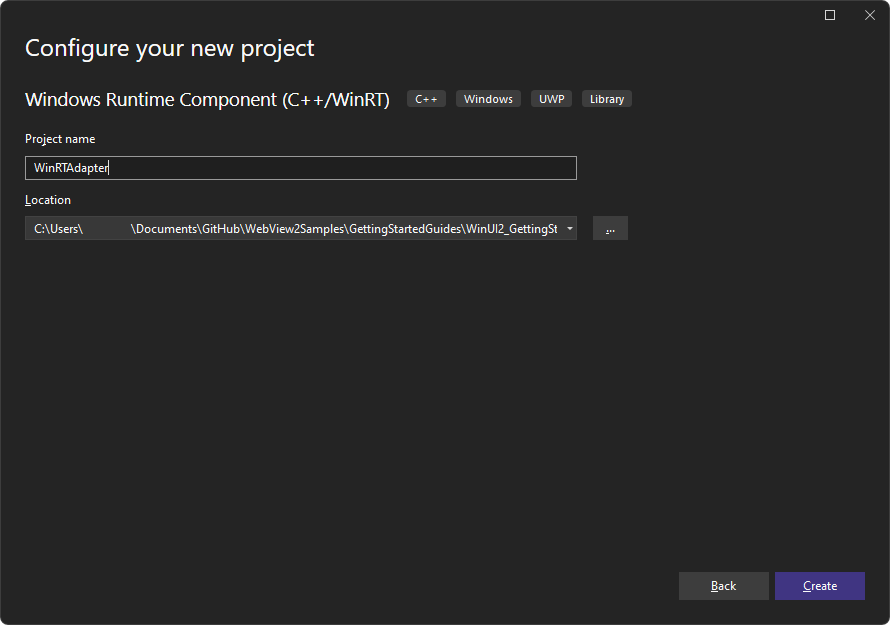 Configure your new project
Windows Runtime Component (C++/WinRT) C++ Windows UWP Library
Project name
WinRTAdapter
Location
C:\Users\ \Documents\GitHub\WebView2Samples\GettingStartedGuides\WinUI2_GettingSt ...
Back Create